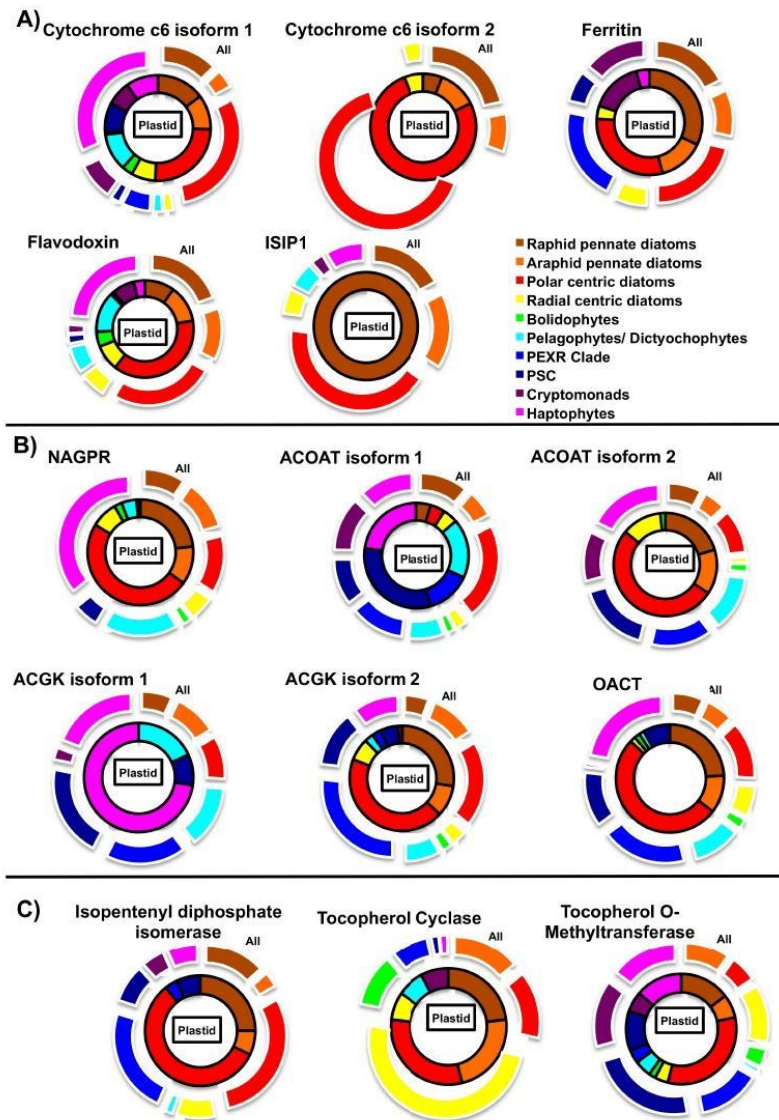 A)
Cytochrome c6 isoform 1
All
Plastid
Cytochrome c6 isoform 2
All
Plastid
Ferritin
All
Plastid
Flavodoxin
All
Plastid
ISIP1
All
Plastid
Raphid pennate diatoms
Araphid pennate diatoms
Polar centric diatoms
Radial centric diatoms
Bolidophytes
Pelagophytes/ Dictyochophytes
PEXR Clade
PSC
Cryptomonads
Haptophytes
B)
NAGPR
All
Plastid
ACOAT isoform 1
All
Plastid
ACOAT isoform 2
All
Plastid
ACGK isoform 1
All
Plastid
ACGK isoform 2
All
Plastid
OACT
All
C)
Isopentenyl diphosphate
isomerase
All
Plastid
Tocopherol Cyclase
All
Plastid
Tocopherol O-
Methyltransferase
All
Plastid